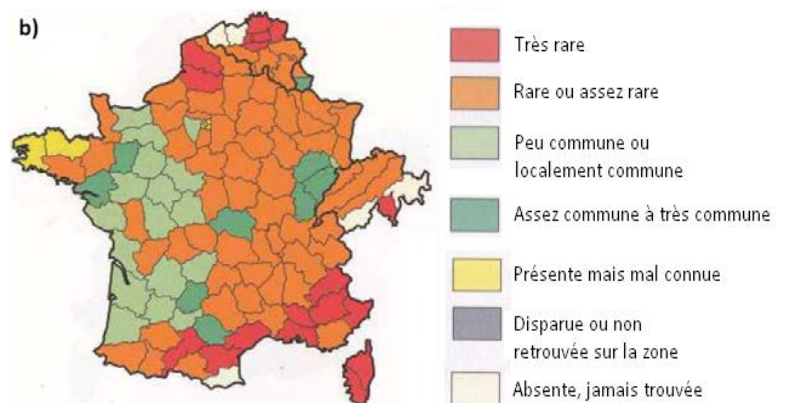 b)
Très rare
Rare ou assez rare
Peu commune ou
localement commune
Assez commune à très commune
Présente mais mal connue
Disparue ou non
retrouvée sur la zone
Absente, jamais trouvée